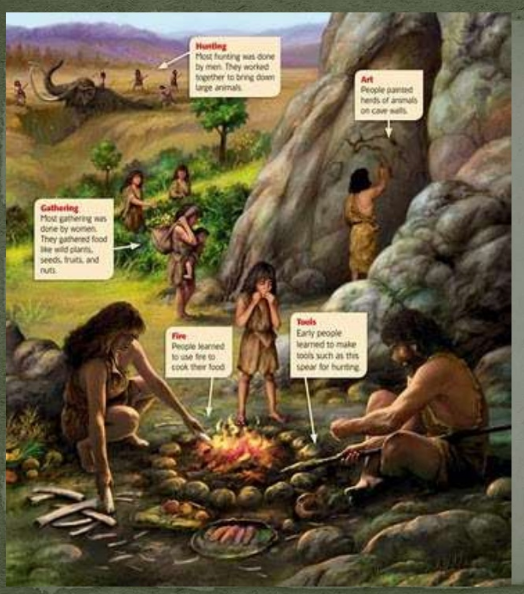 Hunting
Most hunting was done
by men. They worked
together to bring down
large animals.
Art
People painted
herds of animals
on cave walls.
Gathering
Most gathering was
done by women.
They gathered food
like wild plants,
seeds, fruits, and
nuts.
Fire
People learned
to use fire to
cook their food
Tools
Early people
learned to make
tools such as this
spear for hunting.